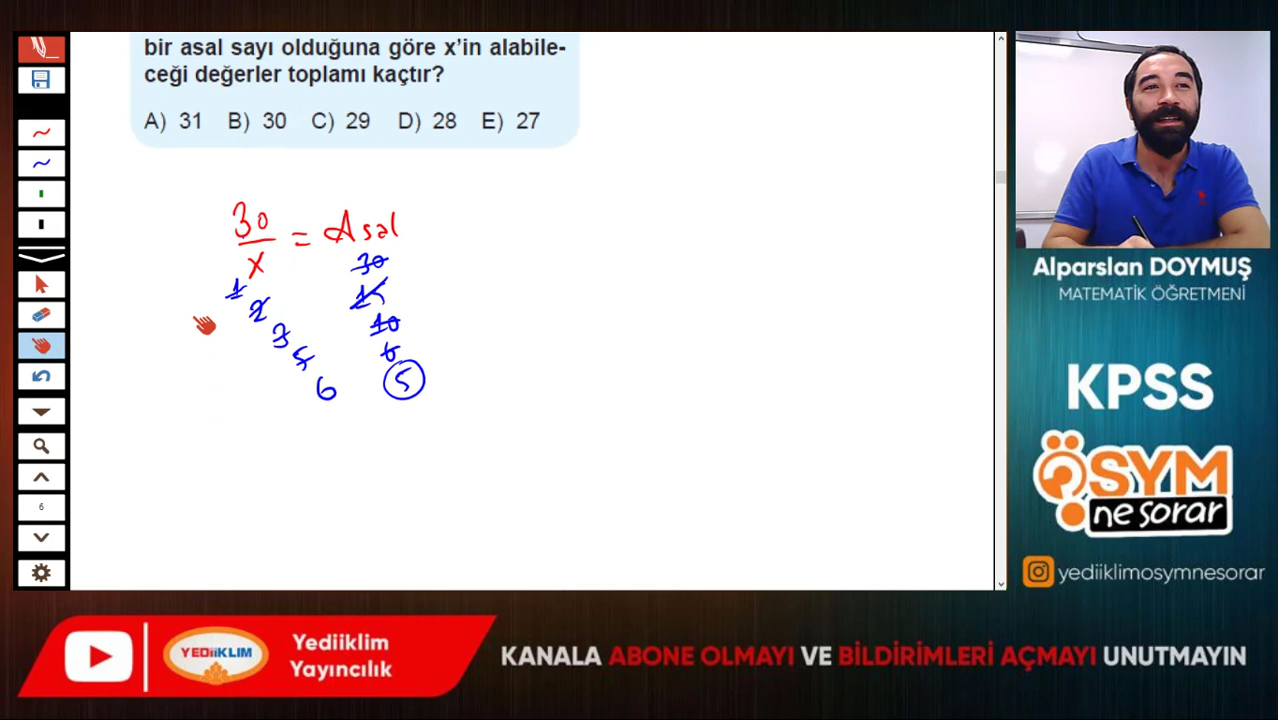 bir asal sayı olduğuna göre x'in alabile-
ceği değerler toplamı kaçtır?
A) 31 B) 30 C) 29 D) 28 E) 27
30
x
= Asal
1 30
2 15
3 10
5 6
6 5
6
Alparslan DOYMUŞ
MATEMATİK ÖĞRETMENİ
KPSS
ÖSYM
ne sorar
yediiklimosymnesorar
YEDİİKLİM
Yediiklim
Yayıncılık
KANALA ABONE OLMAYI VE BİLDİRİMLERİ AÇMAYI UNUTMAYIN